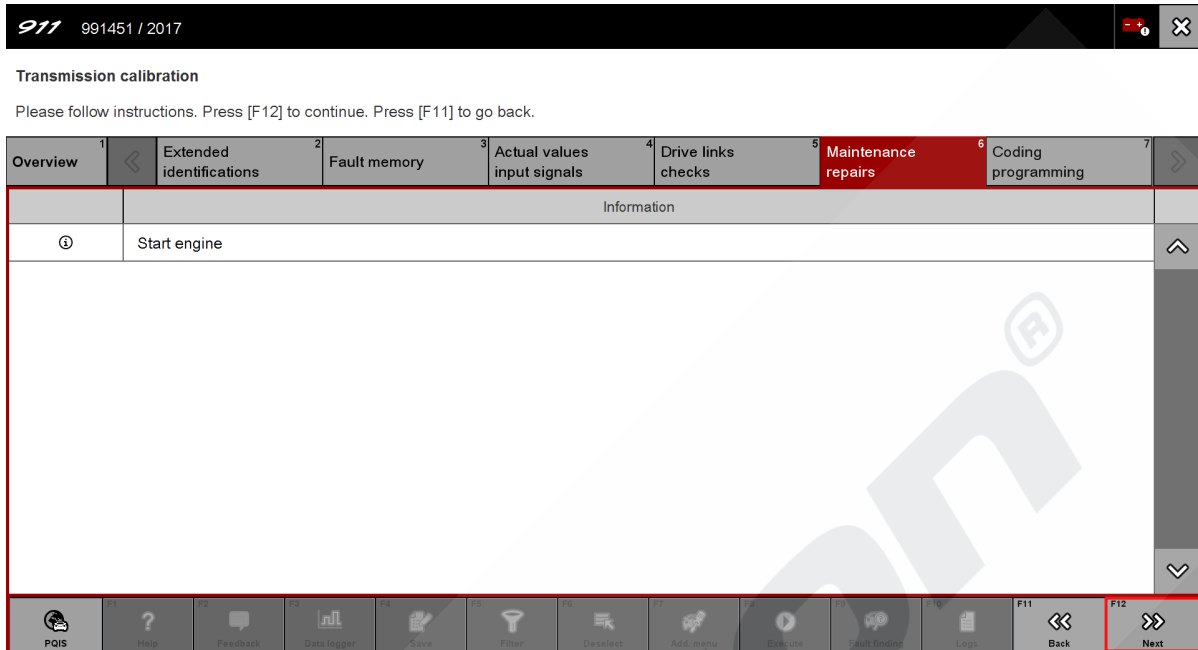 911 991451 / 2017
Transmission calibration
Please follow instructions. Press [F12] to continue. Press [F11] to go back.
Overview 1
Extended identifications 2
Fault memory 3
Actual values input signals 4
Drive links checks 5
Maintenance repairs 6
Coding programming 7
Information
Start engine
PQIS
F1 Help
F2 Feedback
F3 Data logger
F4 Save
F5 Filter
F6 Deselect
F7 Add. menu
F8 Execute
F9 Fault finding
F10 Logs
F11 Back
F12 Next
on®